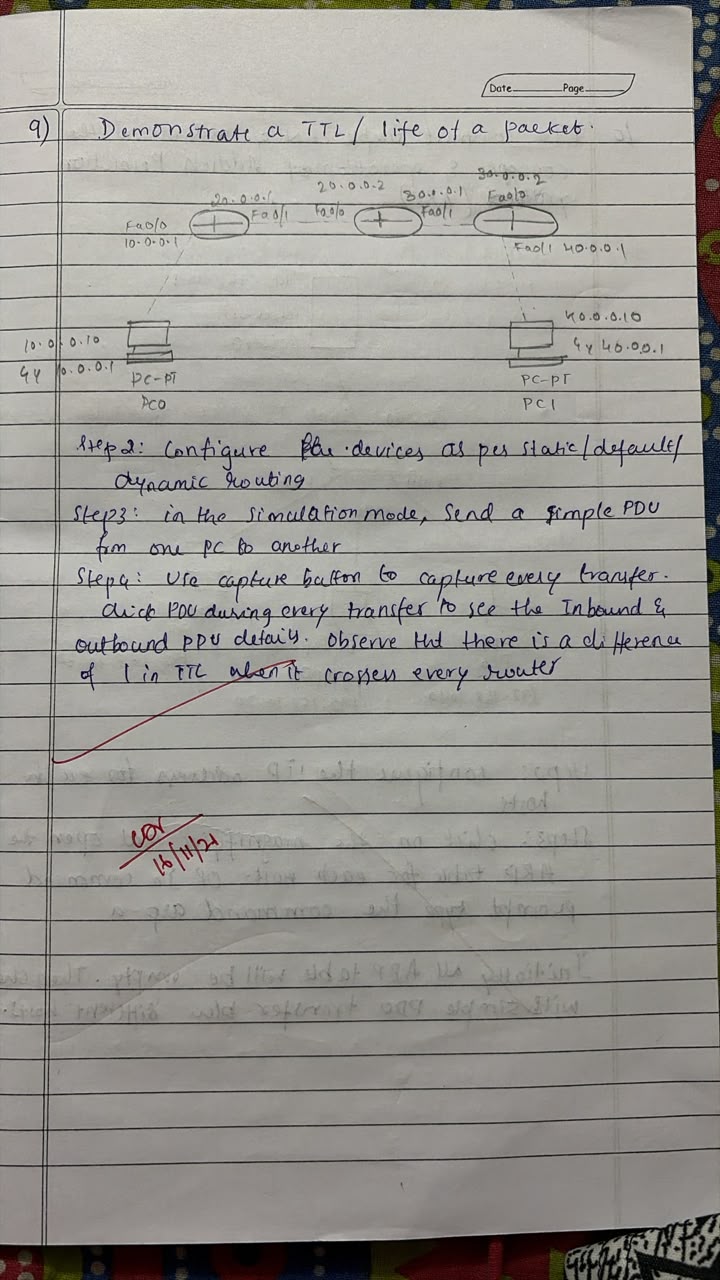 Date Page
9) Demonstrate a TTL/ life of a packet.
20.0.0.1 20.0.0.2 30.0.0.1 30.0.0.2
Fa0/0 Fa0/1 Fa0/0 Fa0/1 Fa0/0
10.0.0.1 Fa0/1 40.0.0.1
10.0.0.10 40.0.0.10
Gy 10.0.0.1 Gy 40.0.0.1
PC-PT PC-PT
PC0 PC1
Step2: Configure the devices as per static/default/
dynamic routing
Step3: in the simulation mode, send a simple PDU
from one PC to another
Step4: Use capture button to capture every transfer.
Click PDU during every transfer to see the Inbound &
outbound PDU details. Observe tht there is a difference
of 1 in TTL when it crosses every router
16/11/21